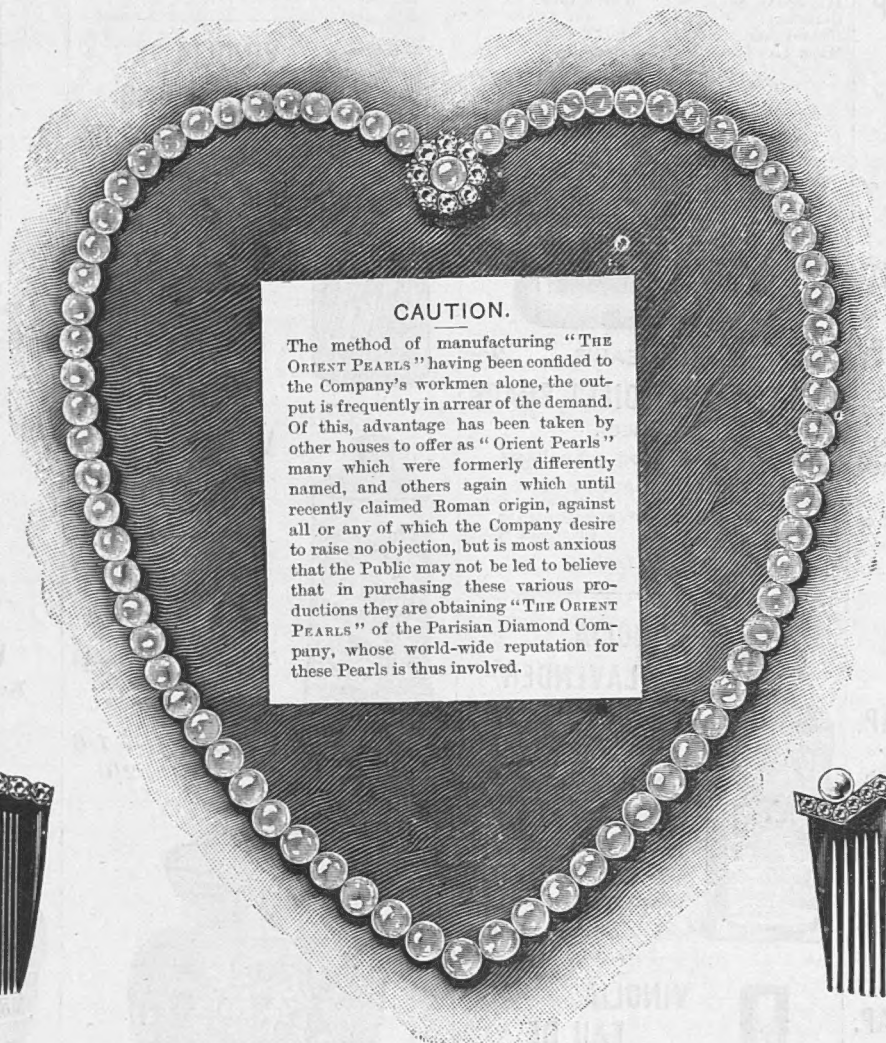 CAUTION.
The method of manufacturing “THE
ORIENT PEARLS” having been confided to
the Company's workmen alone, the out-
put is frequently in arrear of the demand.
Of this, advantage has been taken by
other houses to offer as “Orient Pearls”
many which were formerly differently
named, and others again which until
recently claimed Roman origin, against
all or any of which the Company desire
to raise no objection, but is most anxious
that the Public may not be led to believe
that in purchasing these various pro-
ductions they are obtaining “THE ORIENT
PEARLS” of the Parisian Diamond Com-
pany, whose world-wide reputation for
these Pearls is thus involved.
LAVENDER
VINOL
EAU